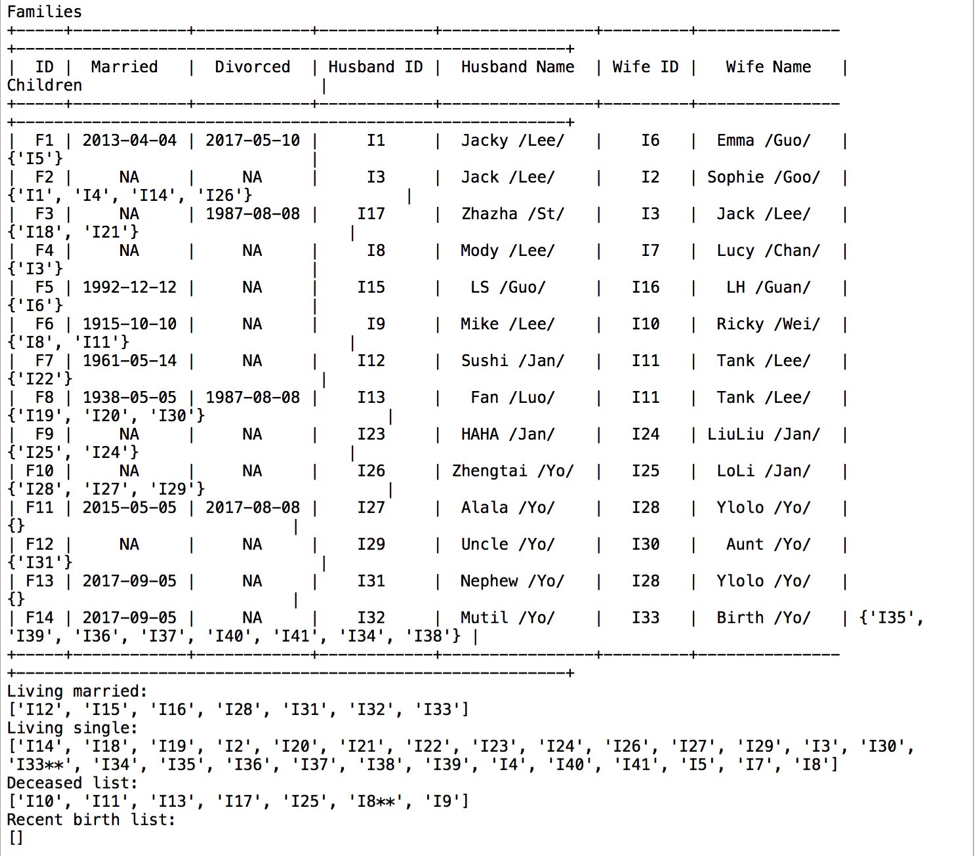 Families
+-----+------------+------------+------------+----------------+---------+---------------
+-----------------------------------------------------------+
|  ID |  Married   |  Divorced  | Husband ID |  Husband Name  | Wife ID |   Wife Name   |
Children                         |
+-----+------------+------------+------------+----------------+---------+---------------
+-----------------------------------------------------------+
|  F1 | 2013-04-04 | 2017-05-10 |     I1     |  Jacky /Lee/   |    I6   |   Emma /Guo/  |
{'I5'}                          |
|  F2 |     NA     |     NA     |     I3     |   Jack /Lee/   |    I2   |  Sophie /Goo/ |
{'I1', 'I4', 'I14', 'I26'}                |
|  F3 |     NA     | 1987-08-08 |    I17     |  Zhazha /St/   |    I3   |   Jack /Lee/  |
{'I18', 'I21'}                      |
|  F4 |     NA     |     NA     |     I8     |   Mody /Lee/   |    I7   |  Lucy /Chan/  |
{'I3'}                          |
|  F5 | 1992-12-12 |     NA     |    I15     |    LS /Guo/    |   I16   |   LH /Guan/   |
{'I6'}                          |
|  F6 | 1915-10-10 |     NA     |     I9     |   Mike /Lee/   |   I10   |  Ricky /Wei/  |
{'I8', 'I11'}                       |
|  F7 | 1961-05-14 |     NA     |    I12     |  Sushi /Jan/   |   I11   |   Tank /Lee/  |
{'I22'}                          |
|  F8 | 1938-05-05 | 1987-08-08 |    I13     |   Fan /Luo/    |   I11   |   Tank /Lee/  |
{'I19', 'I20', 'I30'}                   |
|  F9 |     NA     |     NA     |    I23     |   HAHA /Jan/   |   I24   |  LiuLiu /Jan/ |
{'I25', 'I24'}                      |
| F10 |     NA     |     NA     |    I26     | Zhengtai /Yo/  |   I25   |   LoLi /Jan/  |
{'I28', 'I27', 'I29'}                   |
| F11 | 2015-05-05 | 2017-08-08 |    I27     |   Alala /Yo/   |   I28   |   Ylolo /Yo/  |
{}                            |
| F12 |     NA     |     NA     |    I29     |   Uncle /Yo/   |   I30   |   Aunt /Yo/   |
{'I31'}                          |
| F13 | 2017-09-05 |     NA     |    I31     |  Nephew /Yo/   |   I28   |   Ylolo /Yo/  |
{}                            |
| F14 | 2017-09-05 |     NA     |    I32     |   Mutil /Yo/   |   I33   |   Birth /Yo/  | {'I35',
'I39', 'I36', 'I37', 'I40', 'I41', 'I34', 'I38'} |
+-----+------------+------------+------------+----------------+---------+---------------
+-----------------------------------------------------------+
Living married:
['I12', 'I15', 'I16', 'I28', 'I31', 'I32', 'I33']
Living single:
['I14', 'I18', 'I19', 'I2', 'I20', 'I21', 'I22', 'I23', 'I24', 'I26', 'I27', 'I29', 'I3', 'I30',
'I33**', 'I34', 'I35', 'I36', 'I37', 'I38', 'I39', 'I4', 'I40', 'I41', 'I5', 'I7', 'I8']
Deceased list:
['I10', 'I11', 'I13', 'I17', 'I25', 'I8**', 'I9']
Recent birth list:
[]